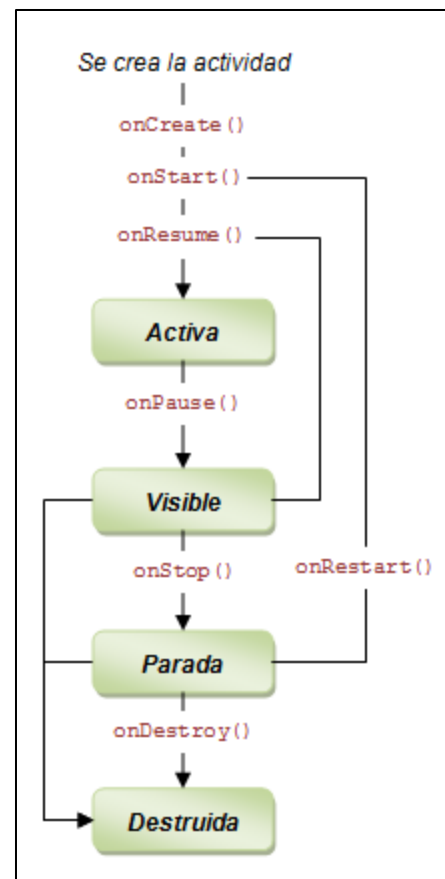 Se crea la actividad
onCreate()
onStart()
onResume()
Activa
onPause()
Visible
onStop()
onRestart()
Parada
onDestroy()
Destruida